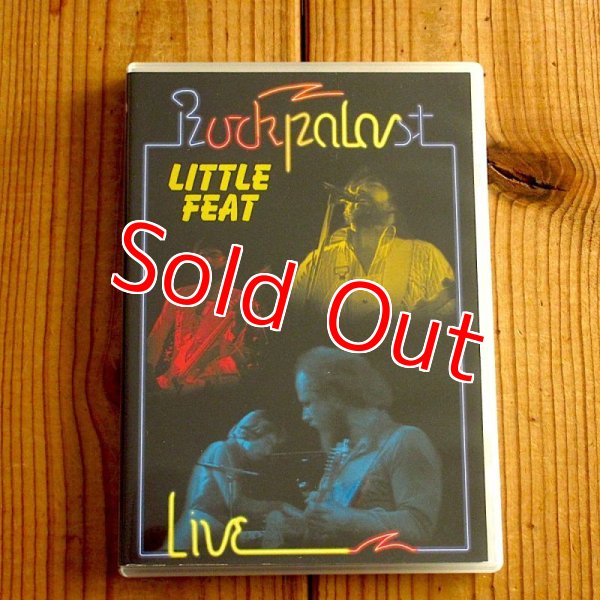 Rockpalast
LITTLE
FEAT
Sold Out
Live